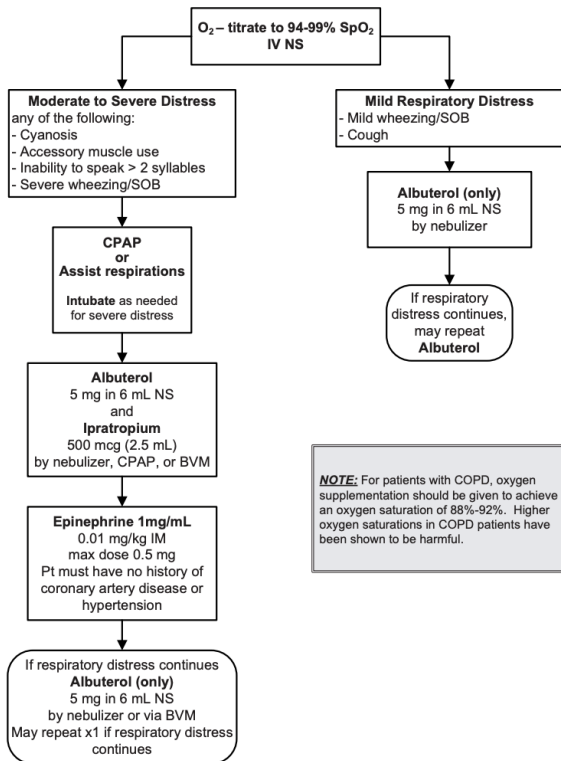 O₂ – titrate to 94-99% SpO₂
IV NS
Moderate to Severe Distress
any of the following:
- Cyanosis
- Accessory muscle use
- Inability to speak > 2 syllables
- Severe wheezing/SOB
CPAP
or
Assist respirations
Intubate as needed
for severe distress
Albuterol
5 mg in 6 mL NS
and
Ipratropium
500 mcg (2.5 mL)
by nebulizer, CPAP, or BVM
Epinephrine 1mg/mL
0.01 mg/kg IM
max dose 0.5 mg
Pt must have no history of
coronary artery disease or
hypertension
If respiratory distress continues
Albuterol (only)
5 mg in 6 mL NS
by nebulizer or via BVM
May repeat x1 if respiratory distress
continues
Mild Respiratory Distress
- Mild wheezing/SOB
- Cough
Albuterol (only)
5 mg in 6 mL NS
by nebulizer
If respiratory
distress continues,
may repeat
Albuterol
NOTE: For patients with COPD, oxygen
supplementation should be given to achieve
an oxygen saturation of 88%-92%. Higher
oxygen saturations in COPD patients have
been shown to be harmful.